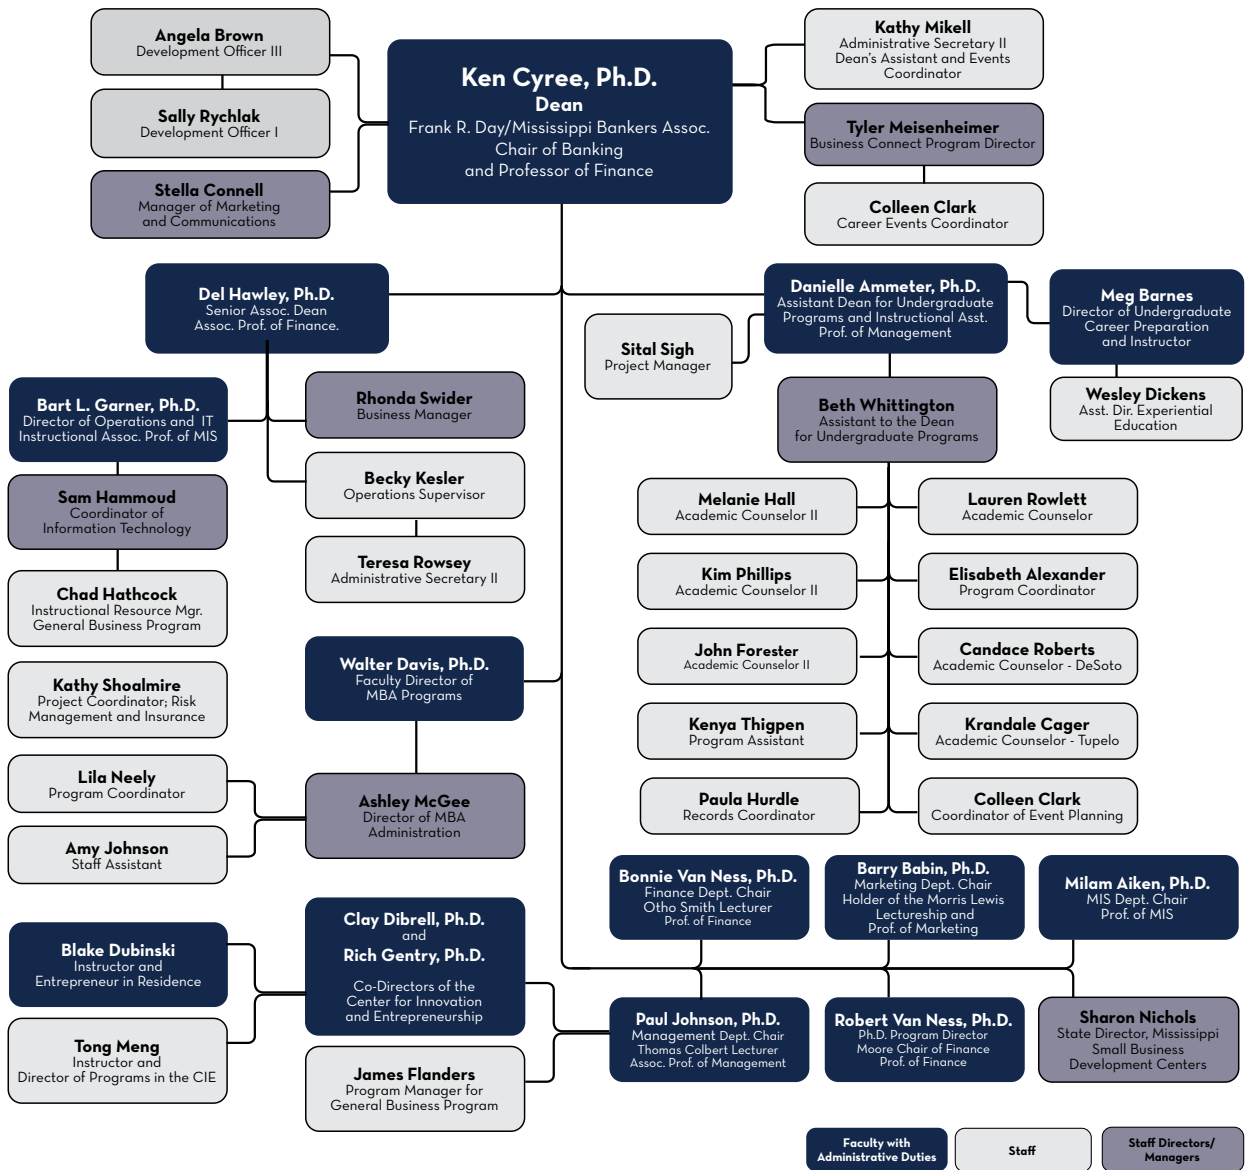 Angela Brown
Development Officer III
Sally Rychlak
Development Officer I
Stella Connell
Manager of Marketing
and Communications
Ken Cyree, Ph.D.
Dean
Frank R. Day/Mississippi Bankers Assoc.
Chair of Banking
and Professor of Finance
Kathy Mikell
Administrative Secretary II
Dean's Assistant and Events
Coordinator
Tyler Meisenheimer
Business Connect Program Director
Colleen Clark
Career Events Coordinator
Del Hawley, Ph.D.
Senior Assoc. Dean
Assoc. Prof. of Finance.
Danielle Ammeter, Ph.D.
Assistant Dean for Undergraduate
Programs and Instructional Asst.
Prof. of Management
Meg Barnes
Director of Undergraduate
Career Preparation
and Instructor
Sital Sigh
Project Manager
Wesley Dickens
Asst. Dir. Experiential
Education
Bart L. Garner, Ph.D.
Director of Operations and IT
Instructional Assoc. Prof. of MIS
Rhonda Swider
Business Manager
Beth Whittington
Assistant to the Dean
for Undergraduate Programs
Sam Hammoud
Coordinator of
Information Technology
Becky Kesler
Operations Supervisor
Teresa Rowsey
Administrative Secretary II
Chad Hathcock
Instructional Resource Mgr.
General Business Program
Melanie Hall
Academic Counselor II
Lauren Rowlett
Academic Counselor
Kim Phillips
Academic Counselor II
Elisabeth Alexander
Program Coordinator
John Forester
Academic Counselor II
Candace Roberts
Academic Counselor - DeSoto
Kenya Thigpen
Program Assistant
Krandale Cager
Academic Counselor - Tupelo
Paula Hurdle
Records Coordinator
Colleen Clark
Coordinator of Event Planning
Kathy Shoalmire
Project Coordinator; Risk
Management and Insurance
Walter Davis, Ph.D.
Faculty Director of
MBA Programs
Lila Neely
Program Coordinator
Amy Johnson
Staff Assistant
Ashley McGee
Director of MBA
Administration
Bonnie Van Ness, Ph.D.
Finance Dept. Chair
Otho Smith Lecturer
Prof. of Finance
Barry Babin, Ph.D.
Marketing Dept. Chair
Holder of the Morris Lewis
Lectureship and
Prof. of Marketing
Milam Aiken, Ph.D.
MIS Dept. Chair
Prof. of MIS
Blake Dubinski
Instructor and
Entrepreneur in Residence
Tong Meng
Instructor and
Director of Programs in the CIE
Clay Dibrell, Ph.D.
and
Rich Gentry, Ph.D.
Co-Directors of the
Center for Innovation
and Entrepreneurship
James Flanders
Program Manager for
General Business Program
Paul Johnson, Ph.D.
Management Dept. Chair
Thomas Colbert Lecturer
Assoc. Prof. of Management
Robert Van Ness, Ph.D.
Ph.D. Program Director
Moore Chair of Finance
Prof. of Finance
Sharon Nichols
State Director, Mississippi
Small Business
Development Centers
Faculty with
Administrative Duties
Staff
Staff Directors/
Managers